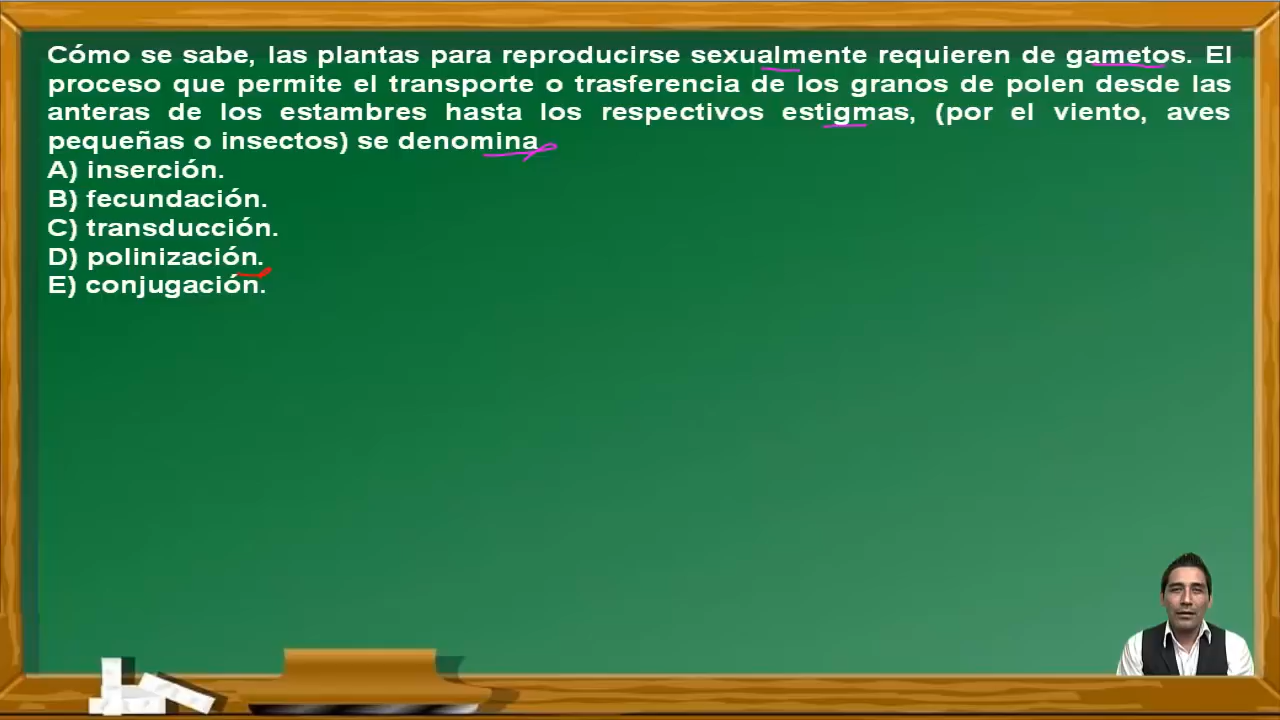 Cómo se sabe, las plantas para reproducirse sexualmente requieren de gametos. El
proceso que permite el transporte o trasferencia de los granos de polen desde las
anteras de los estambres hasta los respectivos estigmas, (por el viento, aves
pequeñas o insectos) se denomina
A) inserción.
B) fecundación.
C) transducción.
D) polinización.
E) conjugación.